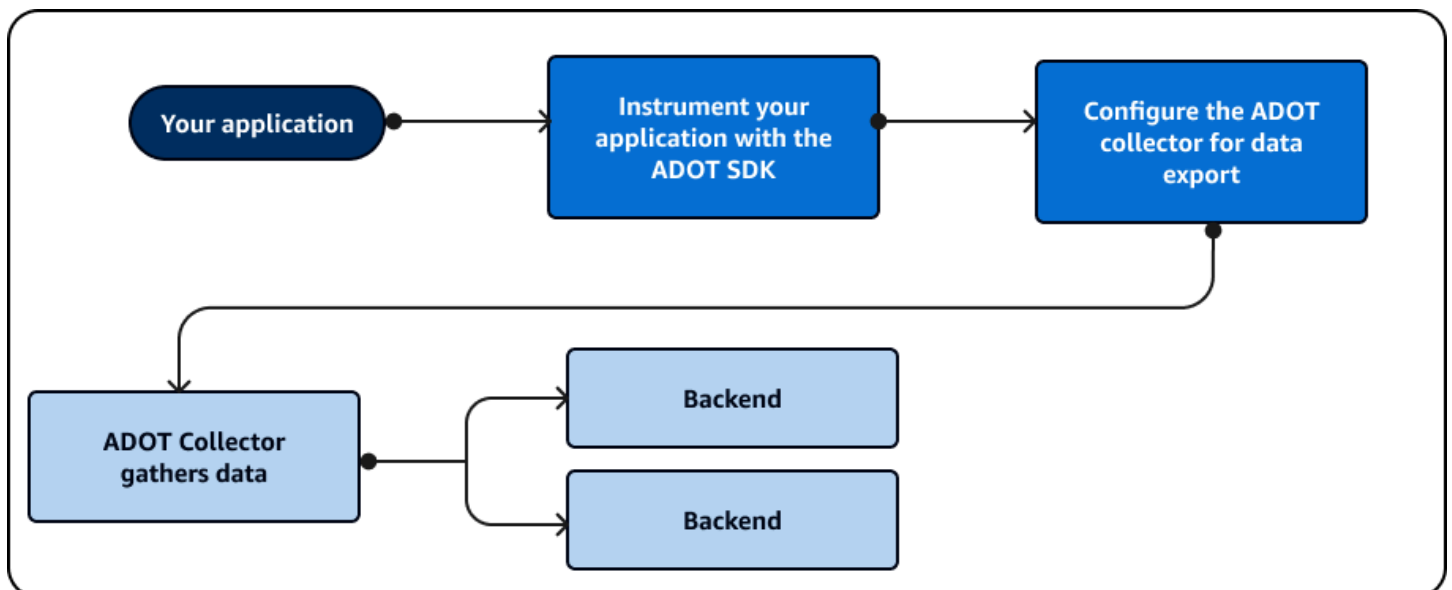 Your application
Instrument your
application with the
ADOT SDK
Configure the ADOT
collector for data
export
ADOT Collector
gathers data
Backend
Backend